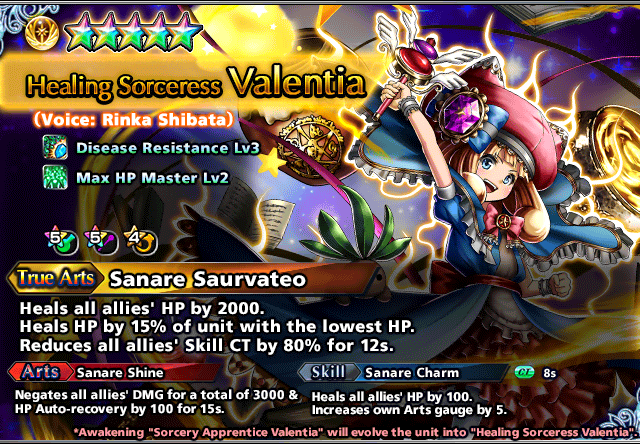 Healing Sorceress Valentia
(Voice: Rinka Shibata)
Disease Resistance Lv3
Max HP Master Lv2
5 5 4
True Arts Sanare Saurvateo
Heals all allies' HP by 2000.
Heals HP by 15% of unit with the lowest HP.
Reduces all allies' Skill CT by 80% for 12s.
Arts Sanare Shine
Negates all allies' DMG for a total of 3000 &
HP Auto-recovery by 100 for 15s.
Skill Sanare Charm CT 8s
Heals all allies' HP by 100.
Increases own Arts gauge by 5.
*Awakening "Sorcery Apprentice Valentia" will evolve the unit into "Healing Sorceress Valentia".